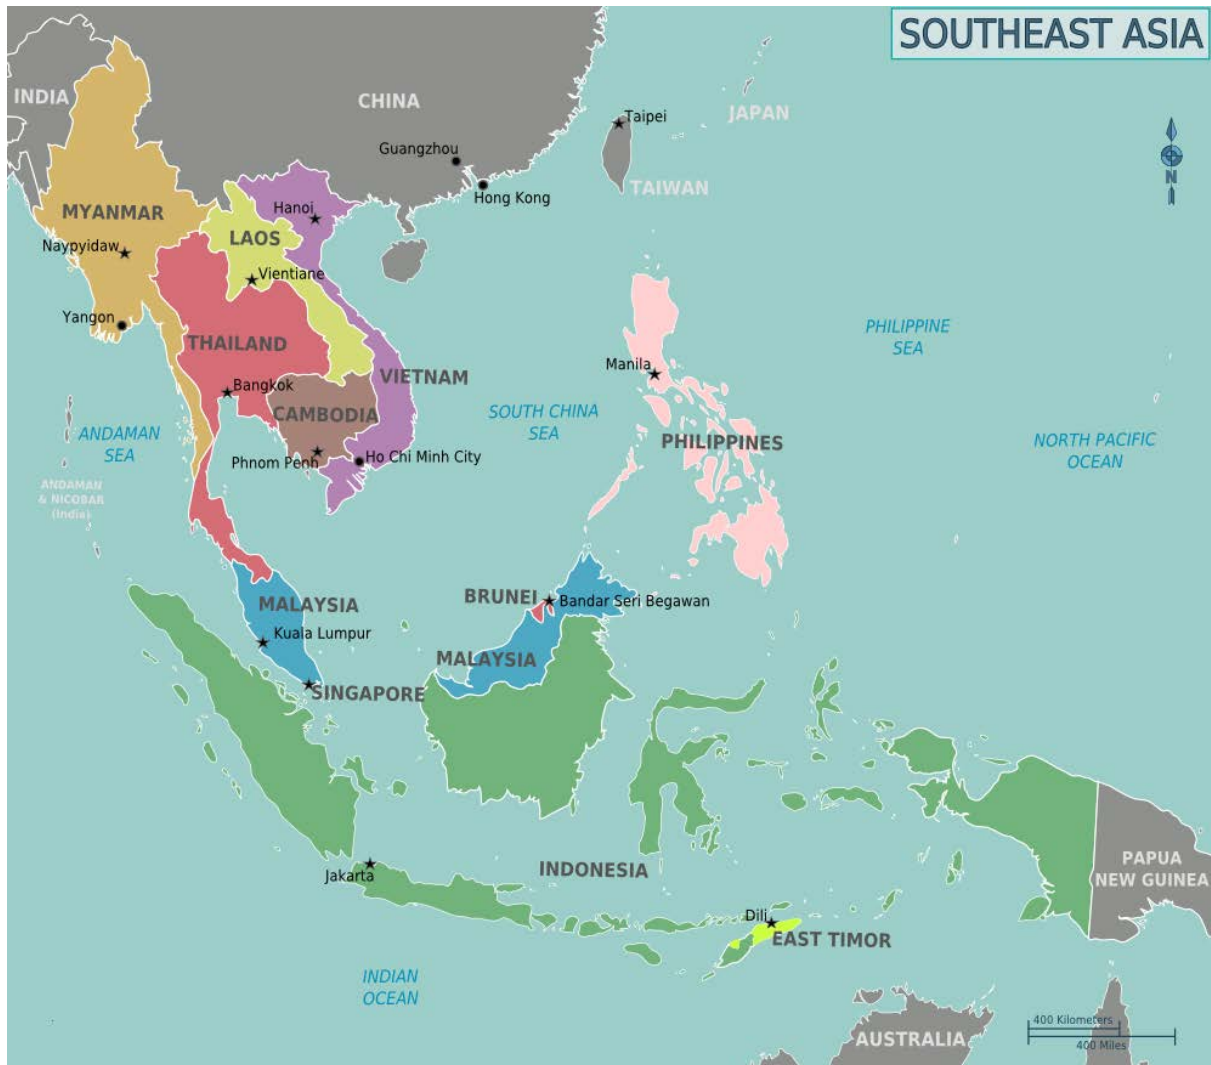 SOUTHEAST ASIA
INDIA
CHINA
JAPAN
Taipei
Guangzhou
Hong Kong
TAIWAN
N
MYANMAR
Hanoi
LAOS
Naypyidaw
Vientiane
Yangon
THAILAND
PHILIPPINE
SEA
Manila
VIETNAM
Bangkok
CAMBODIA
SOUTH CHINA
SEA
ANDAMAN
SEA
PHILIPPINES
NORTH PACIFIC
OCEAN
Phnom Penh
Ho Chi Minh City
ANDAMAN
& NICOBAR
(India)
BRUNEI
Bandar Seri Begawan
MALAYSIA
Kuala Lumpur
MALAYSIA
SINGAPORE
INDONESIA
Jakarta
PAPUA
NEW GUINEA
Dili
EAST TIMOR
INDIAN
OCEAN
AUSTRALIA
400 Kilometers
400 Miles